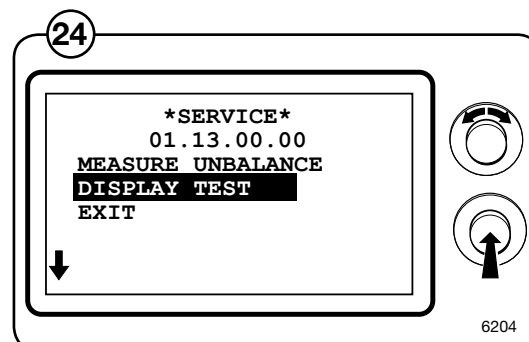 24
*SERVICE*
01.13.00.00
MEASURE UNBALANCE
DISPLAY TEST
EXIT
6204